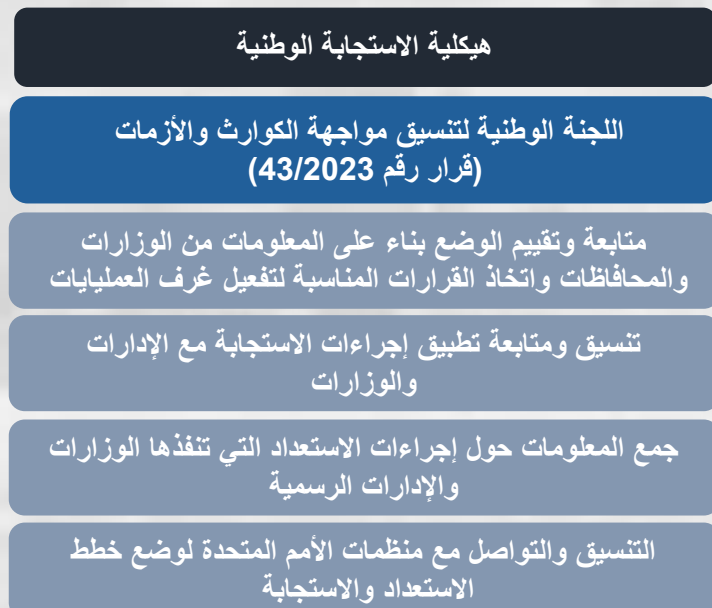 هيكلية الاستجابة الوطنية
اللجنة الوطنية لتنسيق مواجهة الكوارث والأزمات
(قرار رقم 43/2023)
متابعة وتقييم الوضع بناء على المعلومات من الوزارات
والمحافظات واتخاذ القرارات المناسبة لتفعيل غرف العمليايات
تنسيق ومتابعة تطبيق إجراءات الاستجابة مع الإدارات
والوزارات
جمع المعلومات حول إجراءات الاستعداد التي تنفذها الوزارات
والإدارات الرسمية
التنسيق والتواصل مع منظمات الأمم المتحدة لوضع خطط
الاستعداد والاستجابة